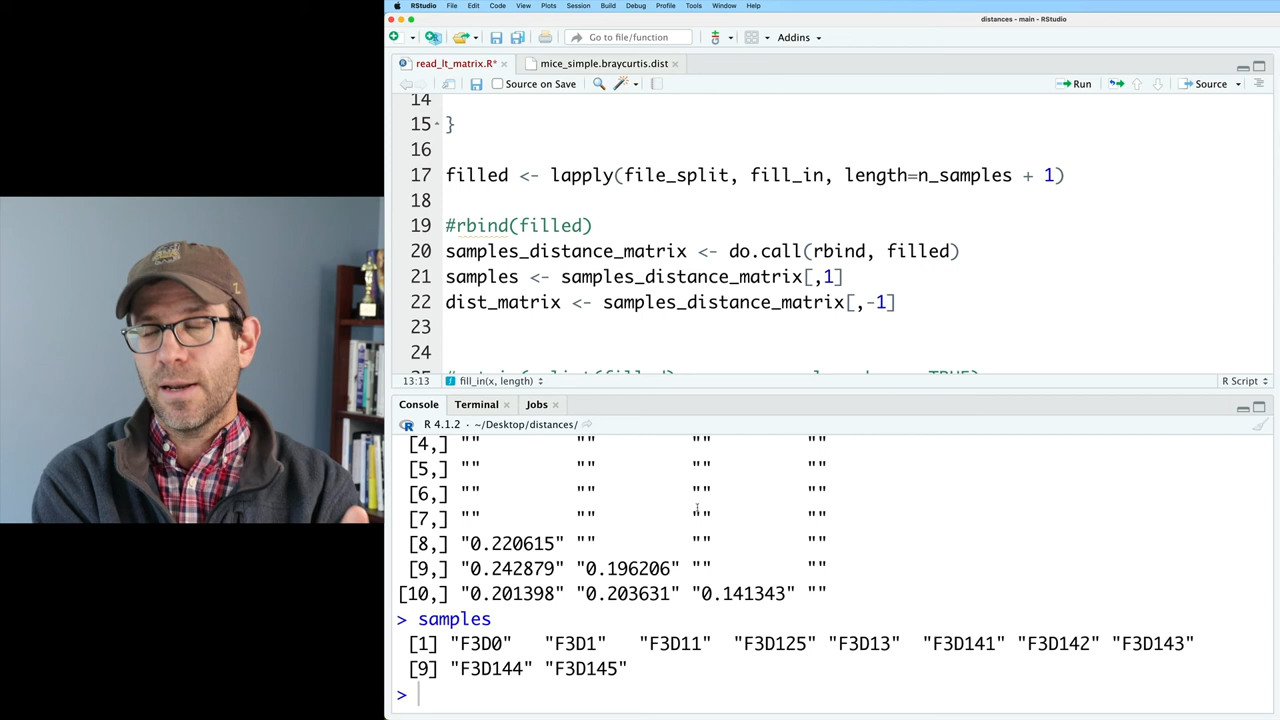 RStudio File Edit Code View Plots Session Build Debug Profile Tools Window Help
distances - main - RStudio
Go to file/function Addins
read_lt_matrix.R* mice_simple.braycurtis.dist
Source on Save Run Source
14
15 }
16
17 filled <- lapply(file_split, fill_in, length=n_samples + 1)
18
19 #rbind(filled)
20 samples_distance_matrix <- do.call(rbind, filled)
21 samples <- samples_distance_matrix[,1]
22 dist_matrix <- samples_distance_matrix[,-1]
23
24
13:13 fill_in(x, length) R Script
Console Terminal Jobs
R 4.1.2 · ~/Desktop/distances/
[4,] "" "" "" ""
[5,] "" "" "" ""
[6,] "" "" "" ""
[7,] "" "" "" ""
[8,] "0.220615" "" "" ""
[9,] "0.242879" "0.196206" "" ""
[10,] "0.201398" "0.203631" "0.141343" ""
> samples
[1] "F3D0" "F3D1" "F3D11" "F3D125" "F3D13" "F3D141" "F3D142" "F3D143"
[9] "F3D144" "F3D145"
>